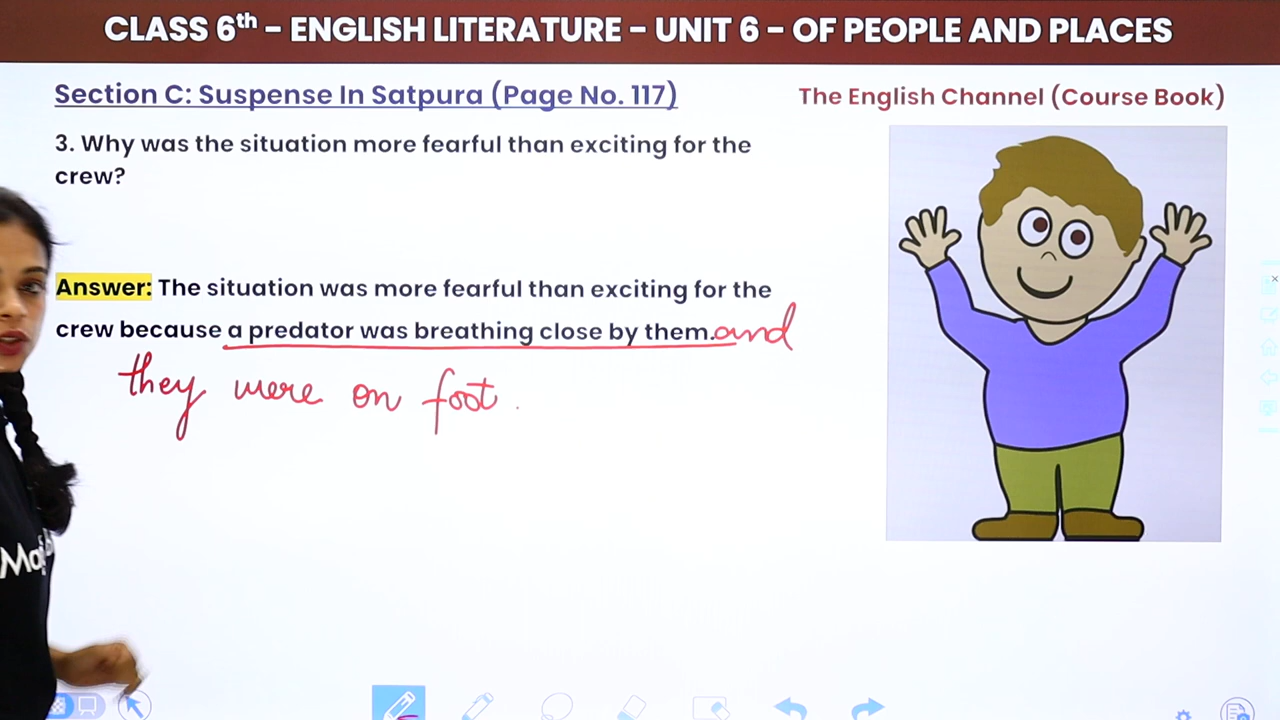 CLASS 6th – ENGLISH LITERATURE – UNIT 6 – OF PEOPLE AND PLACES
Section C: Suspense In Satpura (Page No. 117)
The English Channel (Course Book)
3. Why was the situation more fearful than exciting for the
crew?
Answer: The situation was more fearful than exciting for the
crew because a predator was breathing close by them. and
they were on foot.